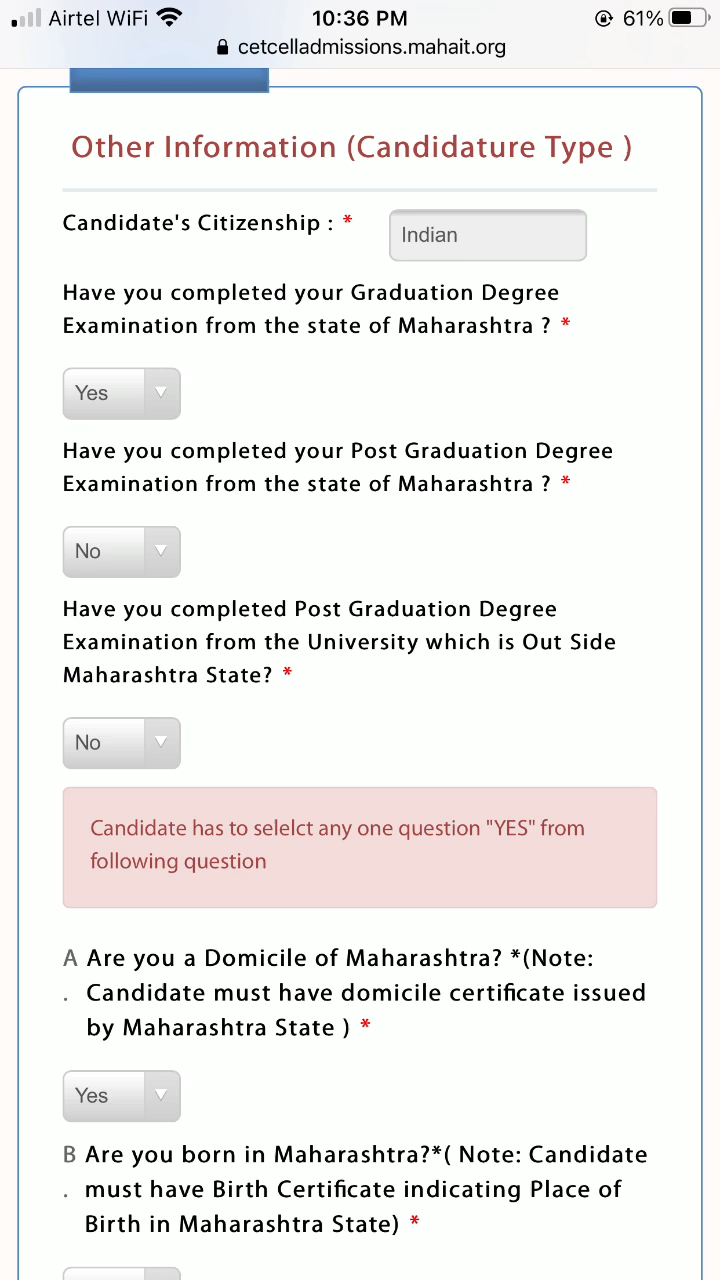 Airtel WiFi 10:36 PM 61%
cetcelladmissions.mahait.org
Other Information (Candidature Type )
Candidate's Citizenship : * Indian
Have you completed your Graduation Degree
Examination from the state of Maharashtra ? *
Yes
Have you completed your Post Graduation Degree
Examination from the state of Maharashtra ? *
No
Have you completed Post Graduation Degree
Examination from the University which is Out Side
Maharashtra State? *
No
Candidate has to selelct any one question "YES" from
following question
A Are you a Domicile of Maharashtra? *(Note:
. Candidate must have domicile certificate issued
by Maharashtra State ) *
Yes
B Are you born in Maharashtra?*( Note: Candidate
. must have Birth Certificate indicating Place of
Birth in Maharashtra State) *